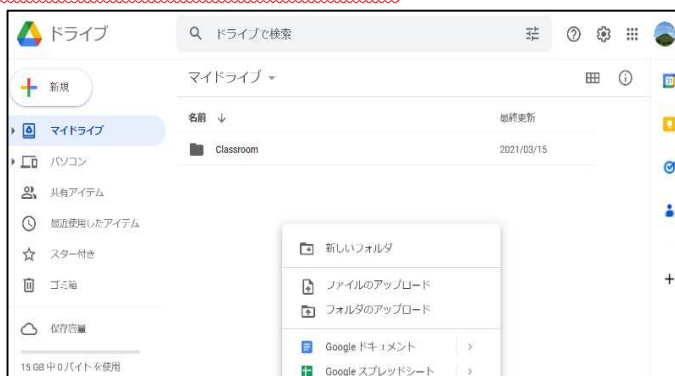 ドライブ
ドライブで検索
新規
マイドライブ
マイドライブ
名前
最終更新
Classroom
2021/03/15
パソコン
共有アイテム
最近使用したアイテム
スター付き
ゴミ箱
新しいフォルダ
ファイルのアップロード
フォルダのアップロード
保存容量
Google ドキュメント
15 GB 中 0 バイトを使用
Google スプレッドシート